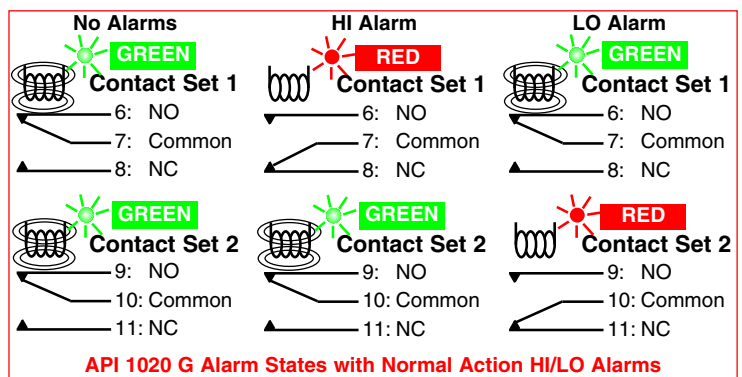 No Alarms HI Alarm LO Alarm
GREEN RED GREEN
Contact Set 1 Contact Set 1 Contact Set 1
6: NO 6: NO 6: NO
7: Common 7: Common 7: Common
8: NC 8: NC 8: NC
GREEN GREEN RED
Contact Set 2 Contact Set 2 Contact Set 2
9: NO 9: NO 9: NO
10: Common 10: Common 10: Common
11: NC 11: NC 11: NC
API 1020 G Alarm States with Normal Action HI/LO Alarms